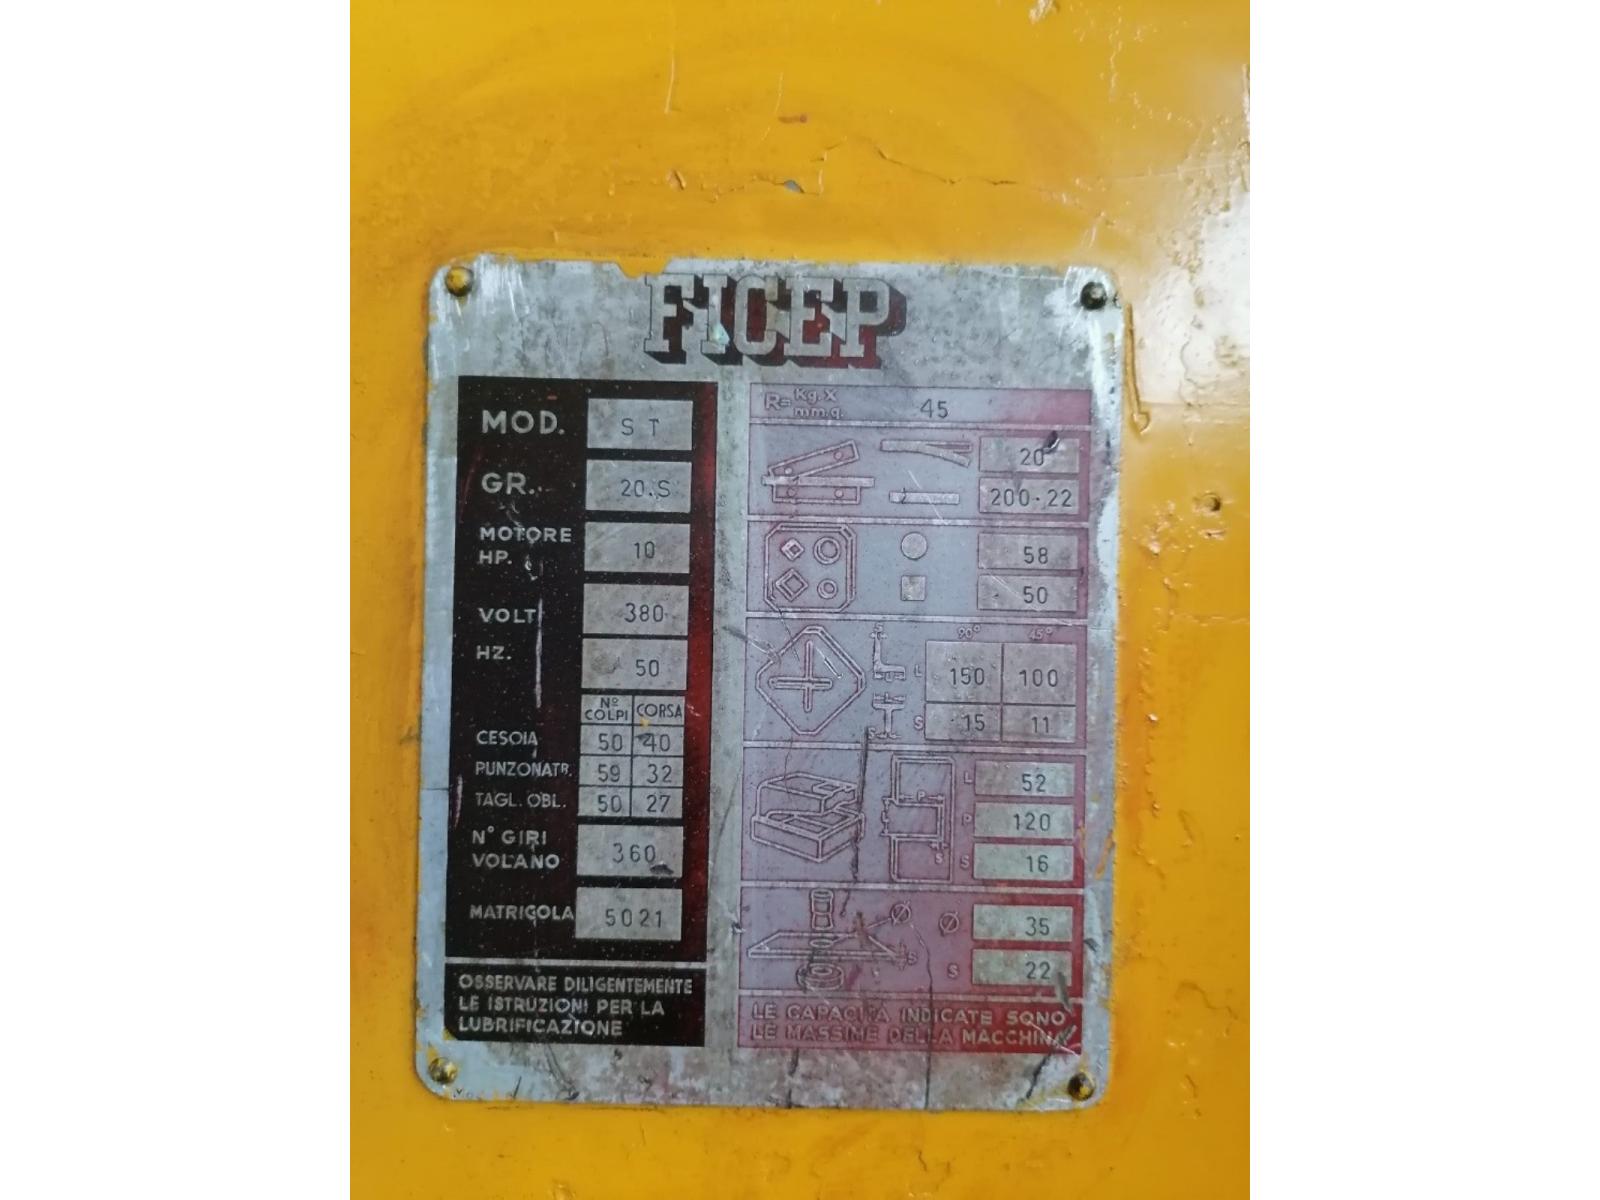 FICEP
MOD. ST
GR. 20.S
MOTORE
HP. 10
VOLT 380
HZ. 50
Nº COLPI CORSA
CESOIA 50 40
PUNZONATR. 59 32
TAGL. OBL. 50 27
N° GIRI
VOLANO 360
MATRICOLA 5021
OSSERVARE DILIGENTEMENTE
LE ISTRUZIONI PER LA
LUBRIFICAZIONE
R= Kg.X mm.q. 45
20
200·22
58
50
90° 45°
S
L 150 100
S 15 11
S
L 52
P
P 120
S
S 16
Ø
Ø 35
S
S 22
LE CAPACITA INDICATE SONO
LE MASSIME DELLA MACCHINA